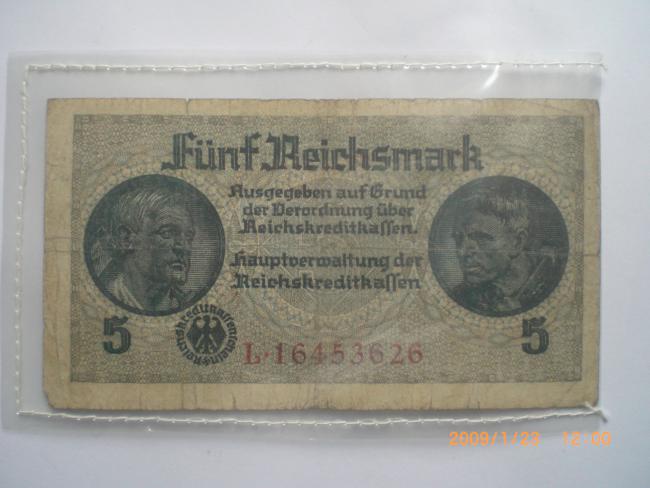 Fünf Reichsmark
Ausgegeben auf Grund
der Verordnung über
Reichskreditkassen.
Hauptverwaltung der
Reichskreditkassen
5
5
L·16453626
2009/1/23 12:00